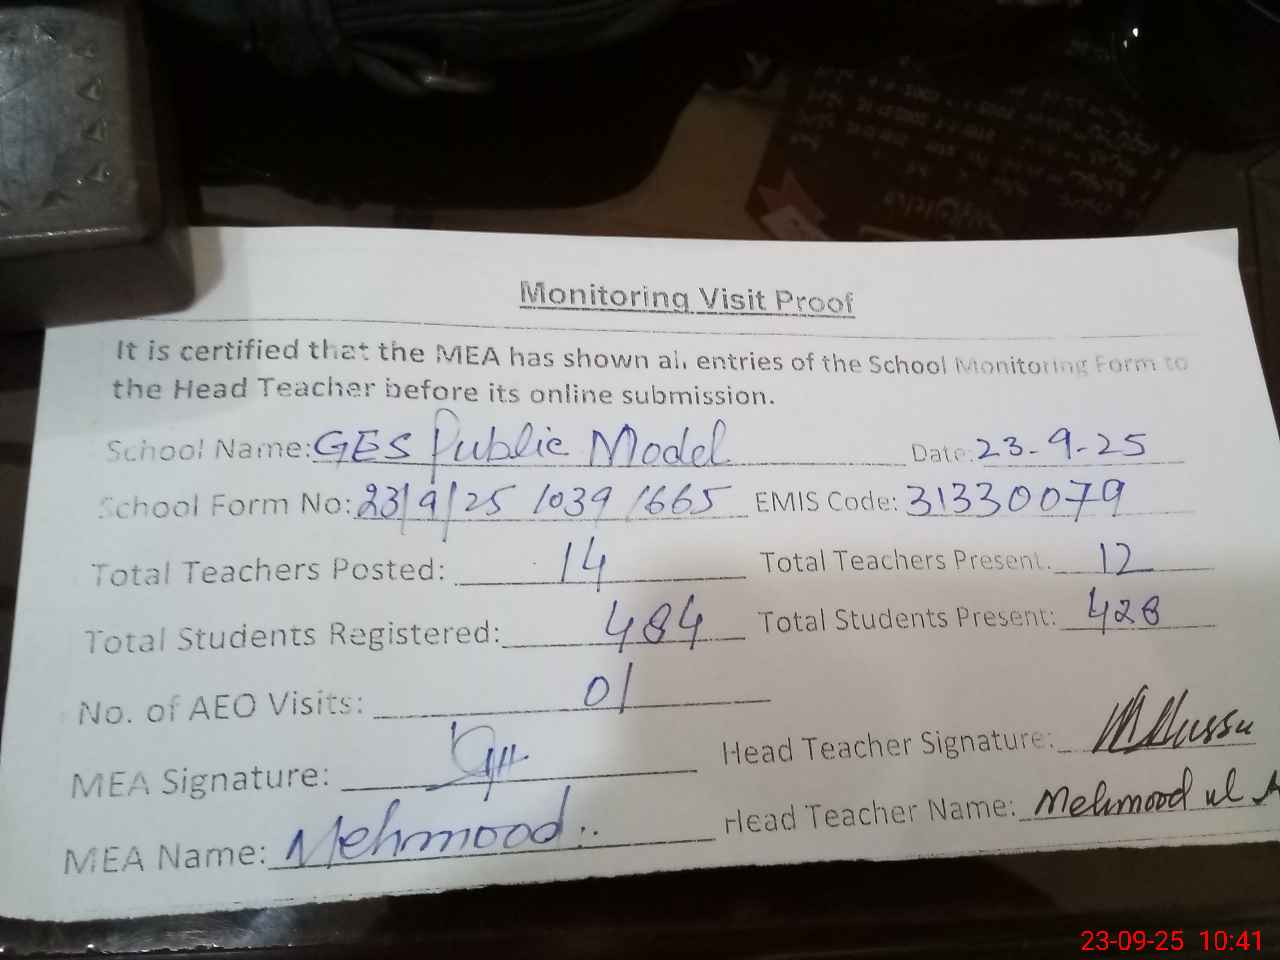 Monitoring Visit Proof
It is certified that the MEA has shown all entries of the School Monitoring Form to
the Head Teacher before its online submission.
School Name: GES Public Model Date: 23-9-25
School Form No: 23/9/25 1039 1665 EMIS Code: 31330079
Total Teachers Posted: 14 Total Teachers Present: 12
Total Students Registered: 484 Total Students Present: 428
No. of AEO Visits: 01
MEA Signature: Head Teacher Signature:
MEA Name: Mehmood Head Teacher Name: Mehmood ul
23-09-25 10:41